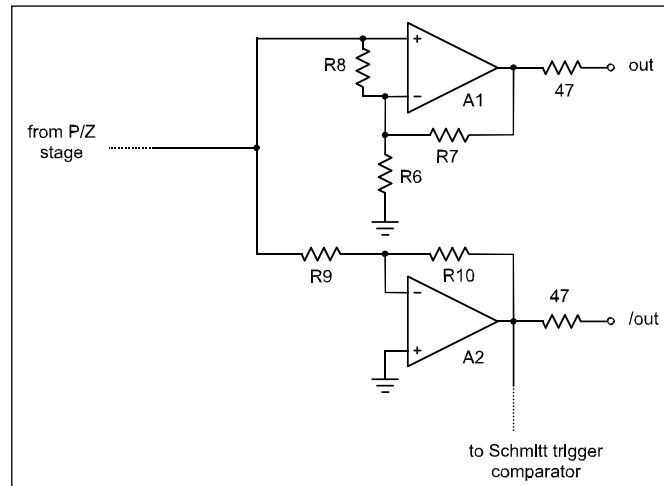 R8
A1
47
out
from P/Z
stage
R7
R6
R9
R10
47
/out
A2
to Schmitt trigger
comparator